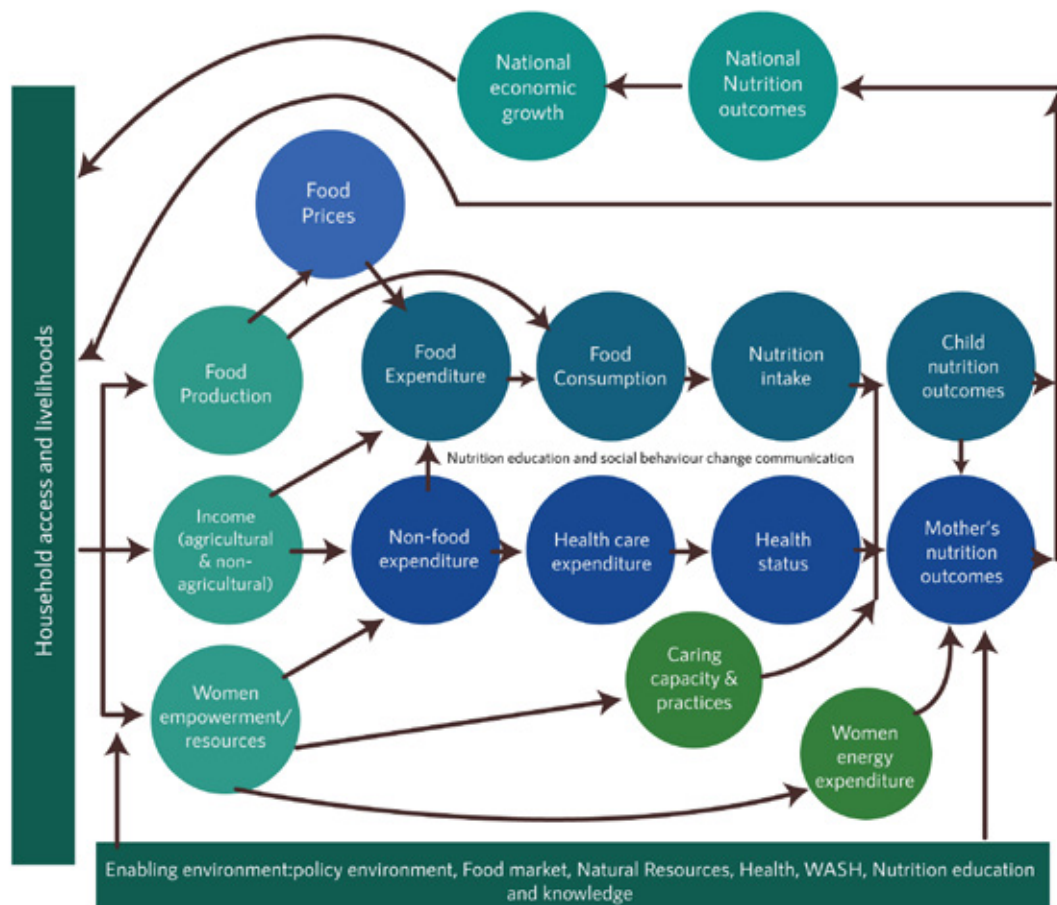 National
economic
growth
National
Nutrition
outcomes
Food
Prices
Household access and livelihoods
Food
Production
Food
Expenditure
Food
Consumption
Nutrition
intake
Child
nutrition
outcomes
Nutrition education and social behaviour change communication
Income
(agricultural
& non-
agricultural)
Non-food
expenditure
Health care
expenditure
Health
status
Mother's
nutrition
outcomes
Women
empowerment/
resources
Caring
capacity &
practices
Women
energy
expenditure
Enabling environment:policy environment, Food market, Natural Resources, Health, WASH, Nutrition education
and knowledge